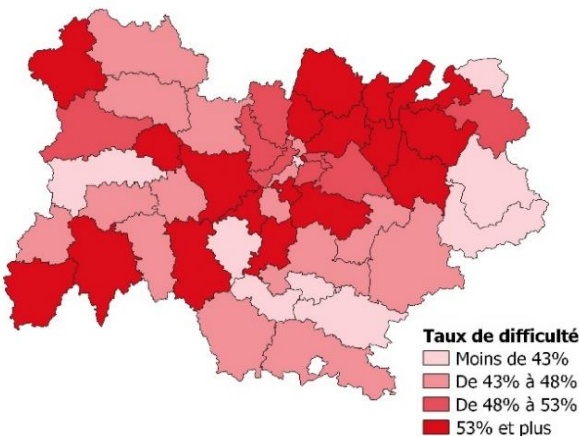 Taux de difficulté
Moins de 43%
De 43% à 48%
De 48% à 53%
53% et plus